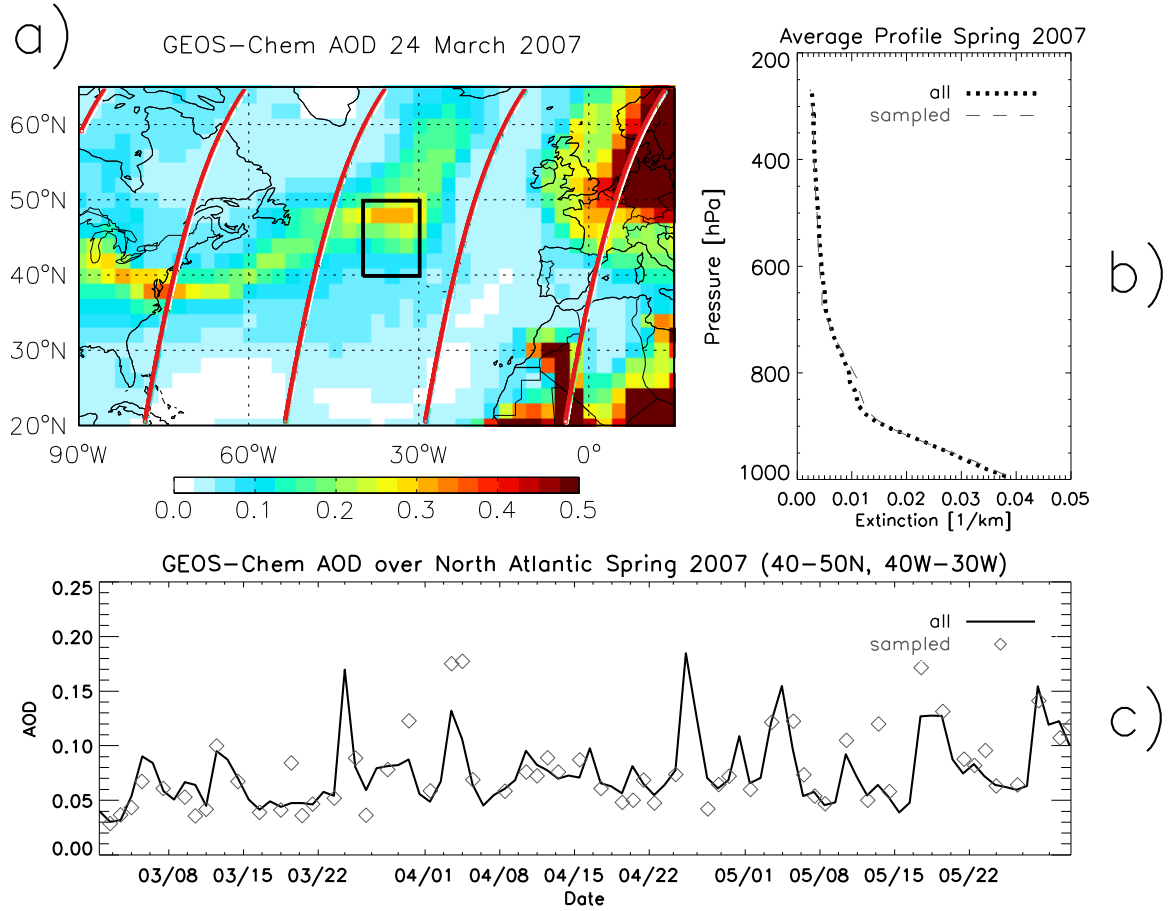 a)
GEOS-Chem AOD 24 March 2007
60°N
50°N
40°N
30°N
20°N
90°W 60°W 30°W 0°
0.0 0.1 0.2 0.3 0.4 0.5
Average Profile Spring 2007
200
400
600
800
1000
Pressure [hPa]
all
sampled
0.00 0.01 0.02 0.03 0.04 0.05
Extinction [1/km]
b)
GEOS-Chem AOD over North Atlantic Spring 2007 (40-50N, 40W-30W)
0.25
0.20
0.15
0.10
0.05
0.00
AOD
all
sampled
03/08 03/15 03/22 04/01 04/08 04/15 04/22 05/01 05/08 05/15 05/22
Date
c)